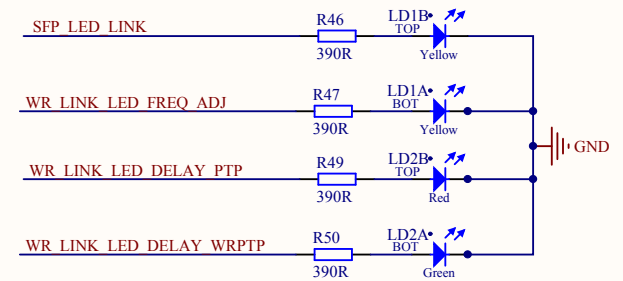 SFP_LED_LINK
R46
390R
LD1B
TOP
Yellow
WR_LINK_LED_FREQ_ADJ
R47
390R
LD1A
BOT
Yellow
GND
WR_LINK_LED_DELAY_PTP
R49
390R
LD2B
TOP
Red
WR_LINK_LED_DELAY_WRPTP
R50
390R
LD2A
BOT
Green